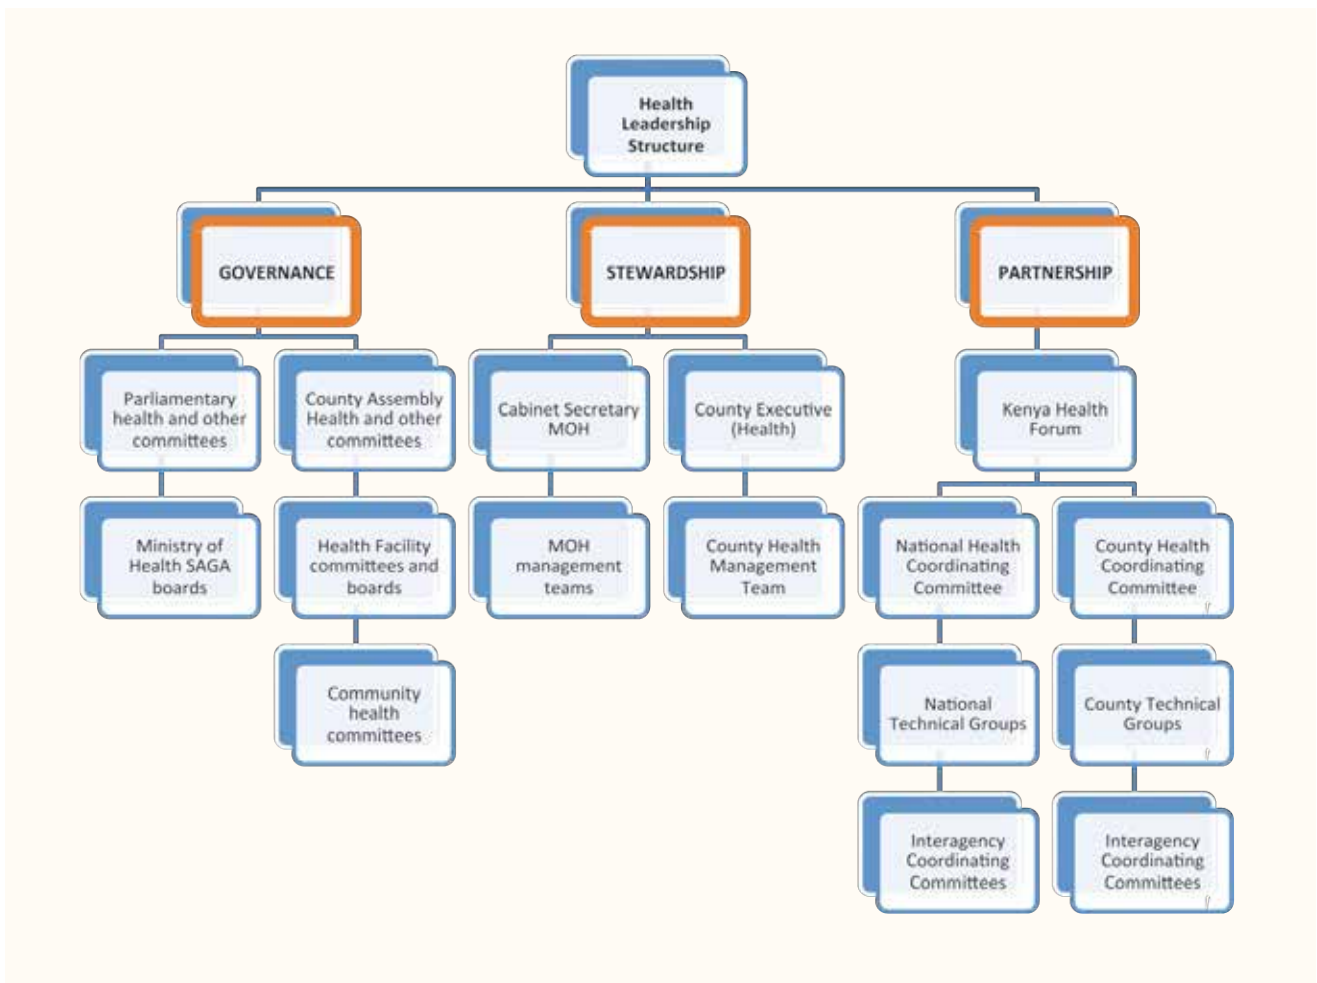 Health
Leadership
Structure
GOVERNANCE
STEWARDSHIP
PARTNERSHIP
Parliamentary
health and other
committees
County Assembly
Health and other
committees
Cabinet Secretary
MOH
County Executive
(Health)
Kenya Health
Forum
Ministry of
Health SAGA
boards
Health Facility
committees and
boards
MOH
management
teams
County Health
Management
Team
National Health
Coordinating
Committee
County Health
Coordinating
Committee
Community
health
committees
National
Technical Groups
County Technical
Groups
Interagency
Coordinating
Committees
Interagency
Coordinating
Committees